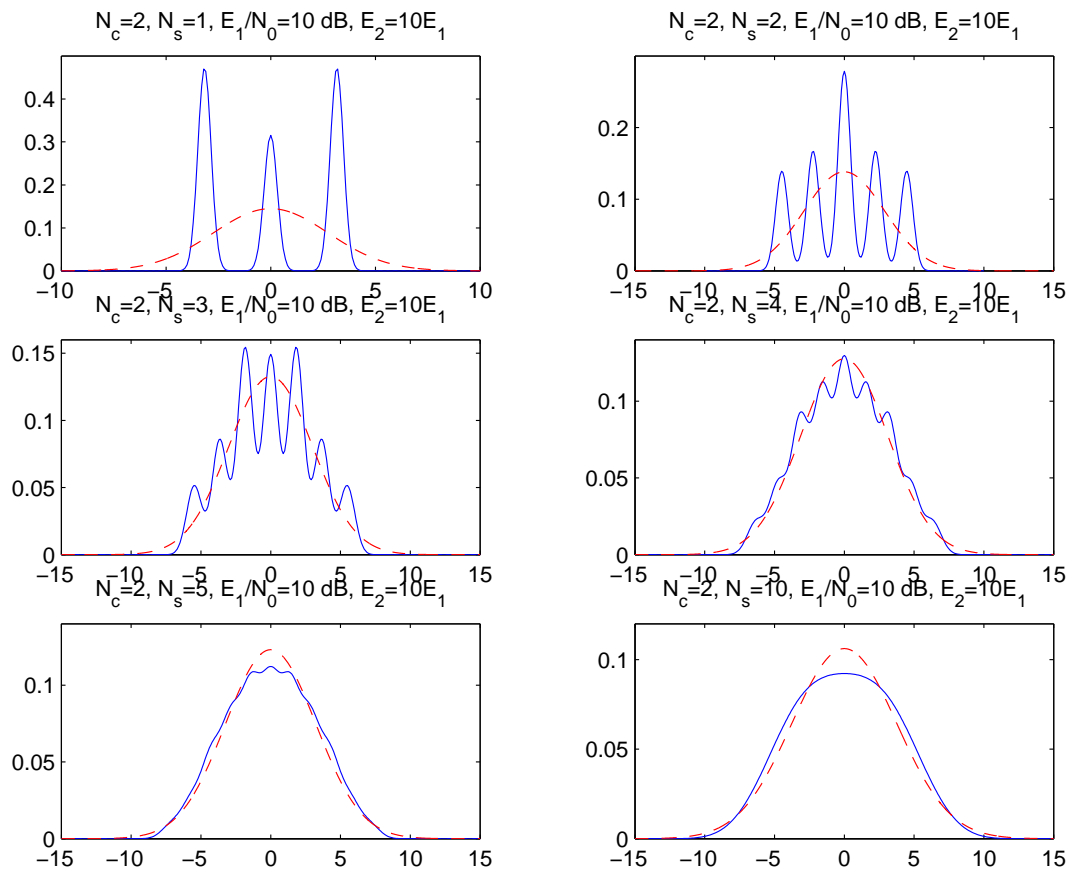 N_c=2, N_s=1, E_1/N_0=10 dB, E_2=10E_1
0.4
0.3
0.2
0.1
0
−10 −5 0 5 10
N_c=2, N_s=2, E_1/N_0=10 dB, E_2=10E_1
0.2
0.1
0
−15 −10 −5 0 5 10 15
N_c=2, N_s=3, E_1/N_0=10 dB, E_2=10E_1
0.15
0.1
0.05
0
−15 −10 −5 0 5 10 15
N_c=2, N_s=4, E_1/N_0=10 dB, E_2=10E_1
0.1
0.05
0
−15 −10 −5 0 5 10 15
N_c=2, N_s=5, E_1/N_0=10 dB, E_2=10E_1
0.1
0.05
0
−15 −10 −5 0 5 10 15
N_c=2, N_s=10, E_1/N_0=10 dB, E_2=10E_1
0.1
0.05
0
−15 −10 −5 0 5 10 15